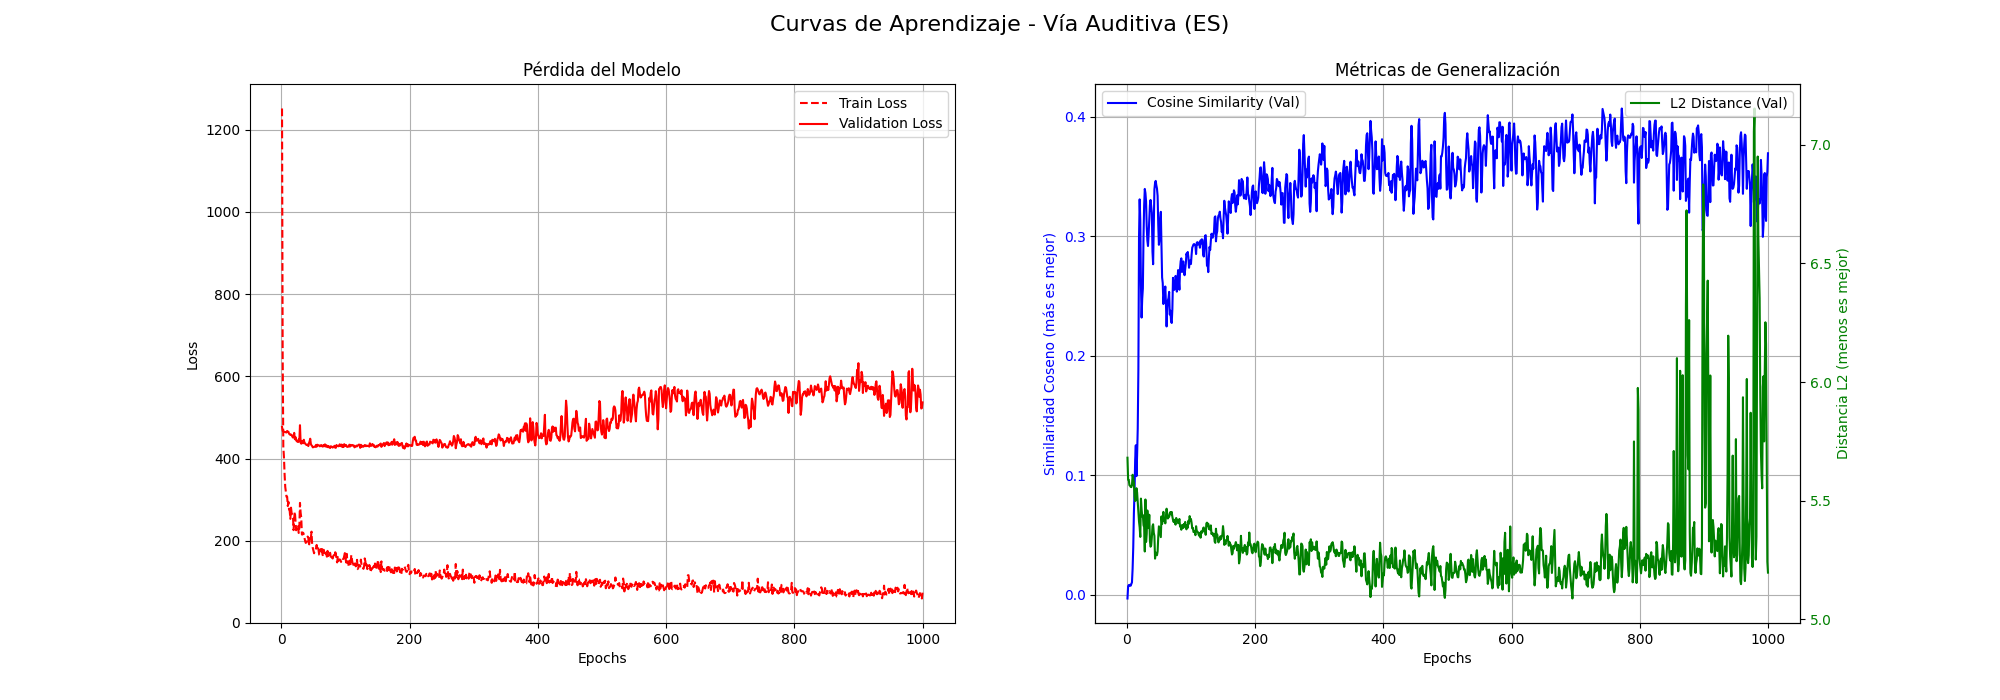 Curvas de Aprendizaje - Vía Auditiva (ES)
Pérdida del Modelo
Train Loss
Validation Loss
1200
1000
800
600
400
200
0
Loss
0 200 400 600 800 1000
Epochs
Métricas de Generalización
Cosine Similarity (Val)
L2 Distance (Val)
0.4
0.3
0.2
0.1
0.0
Similaridad Coseno (más es mejor)
7.0
6.5
6.0
5.5
5.0
Distancia L2 (menos es mejor)
0 200 400 600 800 1000
Epochs